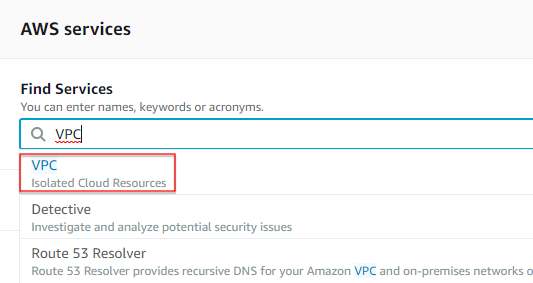 AWS services
Find Services
You can enter names, keywords or acronyms.
VPC
VPC
Isolated Cloud Resources
Detective
Investigate and analyze potential security issues
Route 53 Resolver
Route 53 Resolver provides recursive DNS for your Amazon VPC and on-premises networks o